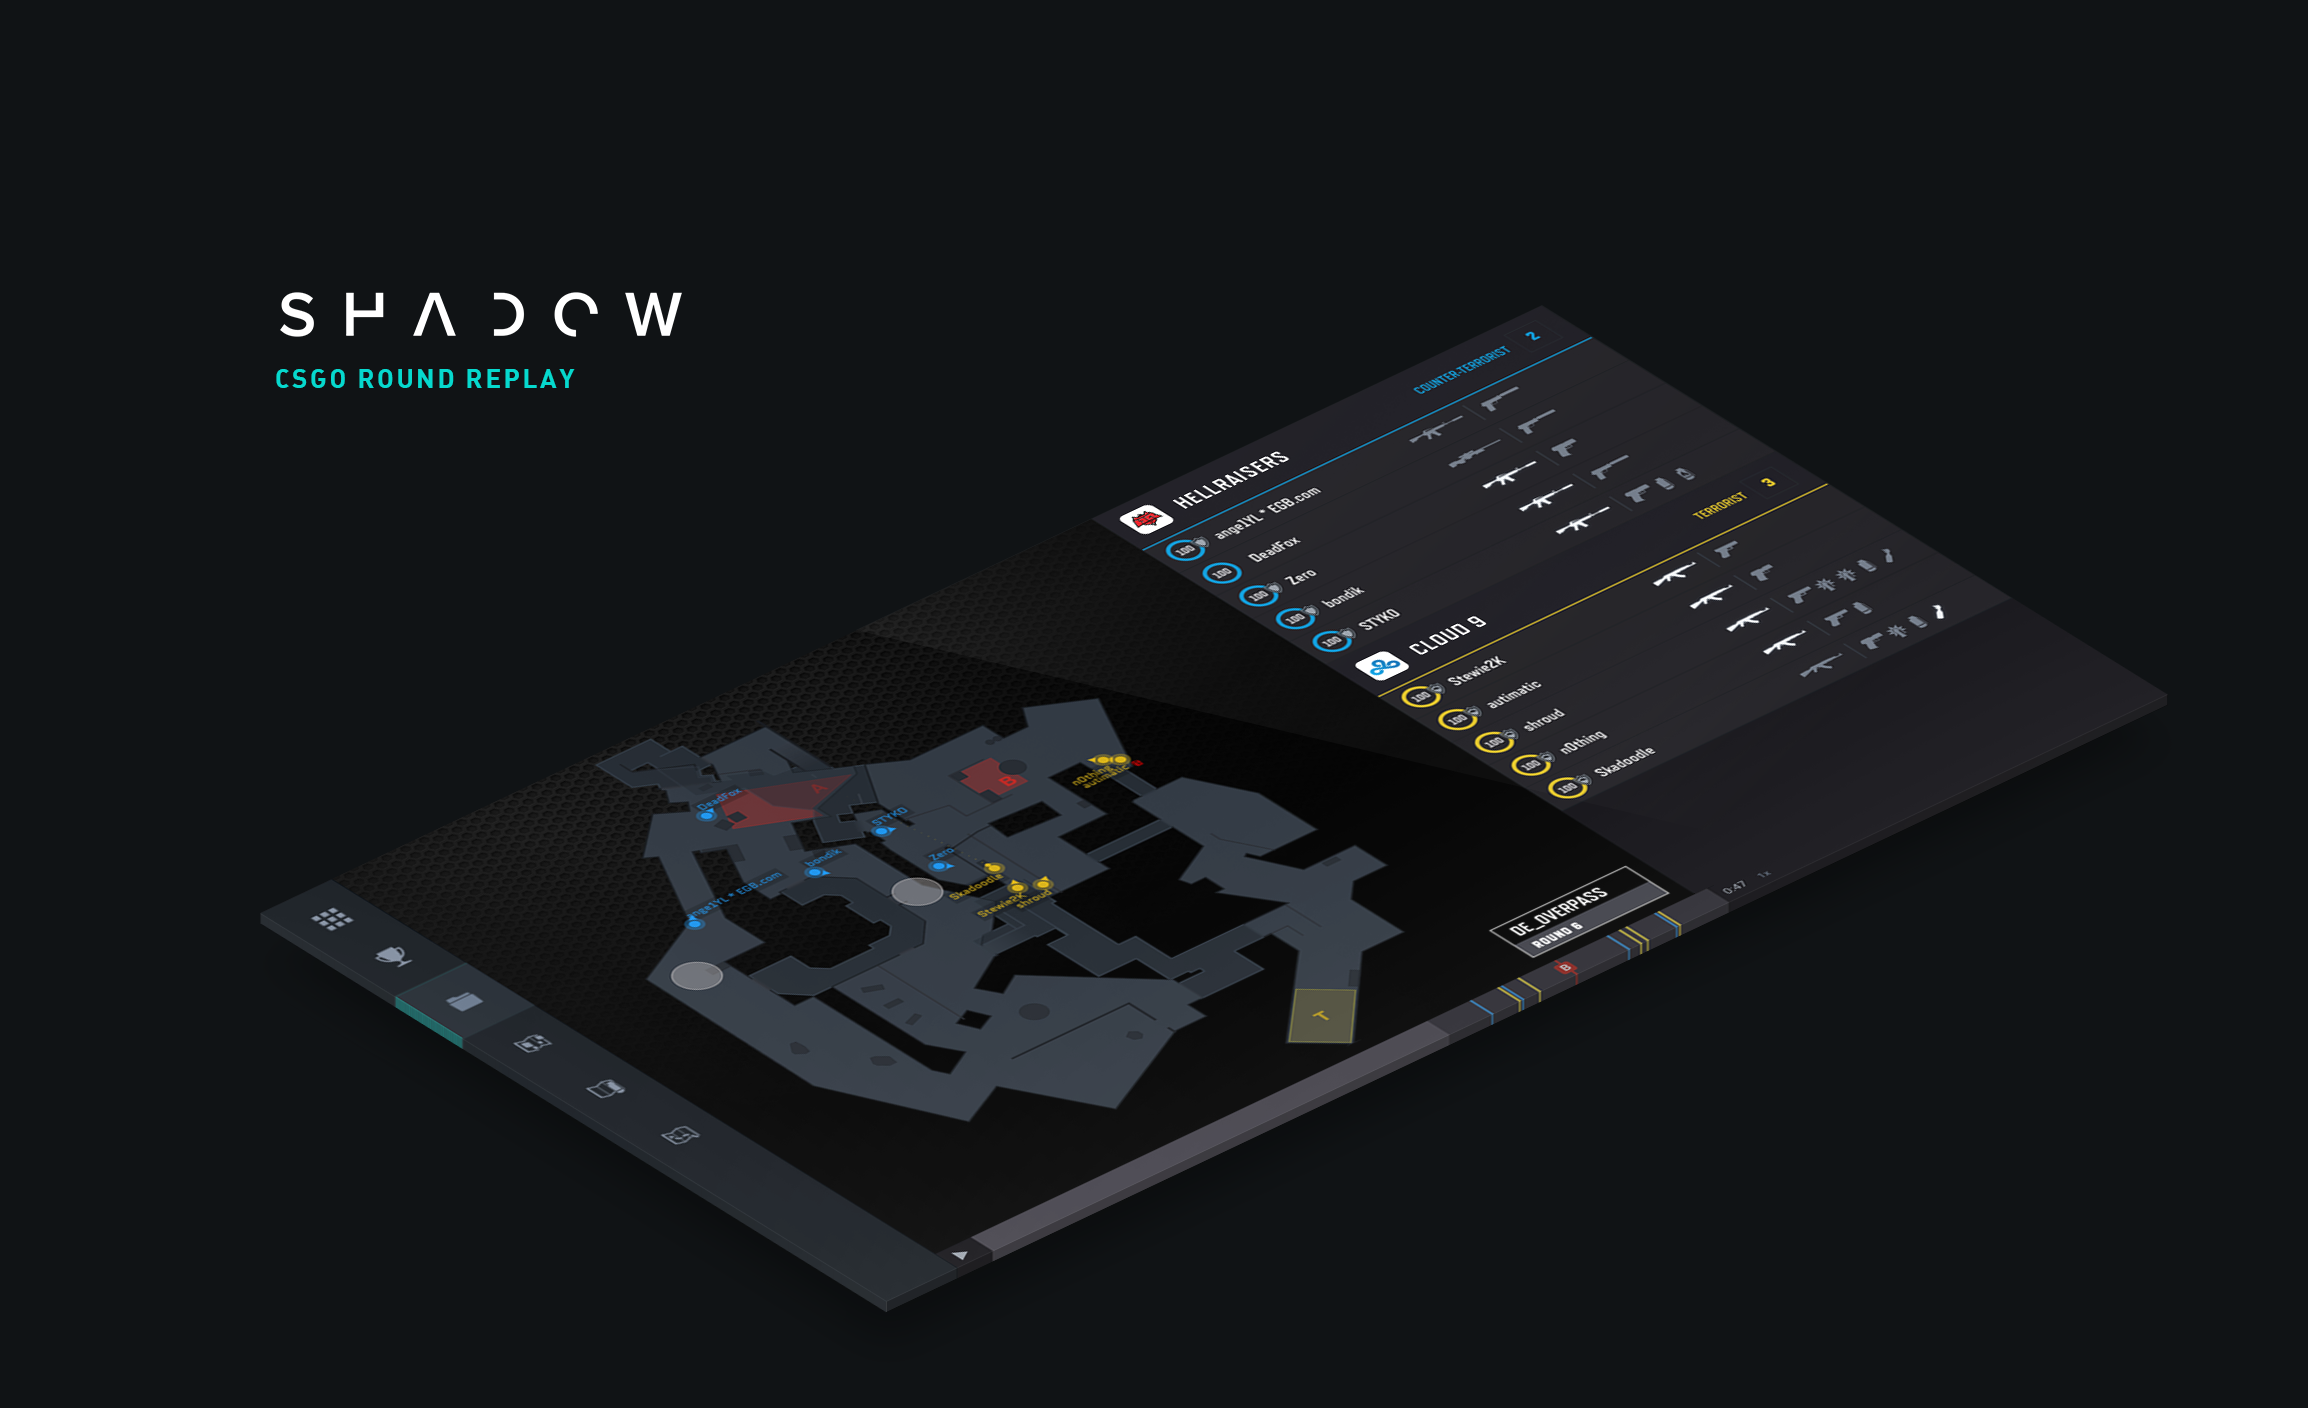 SHADOW
CSGO ROUND REPLAY
HELLRAISERS
COUNTER-TERRORIST 2
100 ange1YL * EGB.com
100 DeadFox
100 Zero
100 bondik
100 STYKO
CLOUD 9
TERRORIST 3
100 Stewie2K
100 autimatic
100 shroud
100 n0thing
100 Skadoodle
A
B
DeadFox
STYKO
Zero
bondik
ange1YL * EGB.com
n0thing
autimatic
Skadoodle
Stewie2K
shroud
T
DE_OVERPASS
ROUND 6
B
0:47 1x